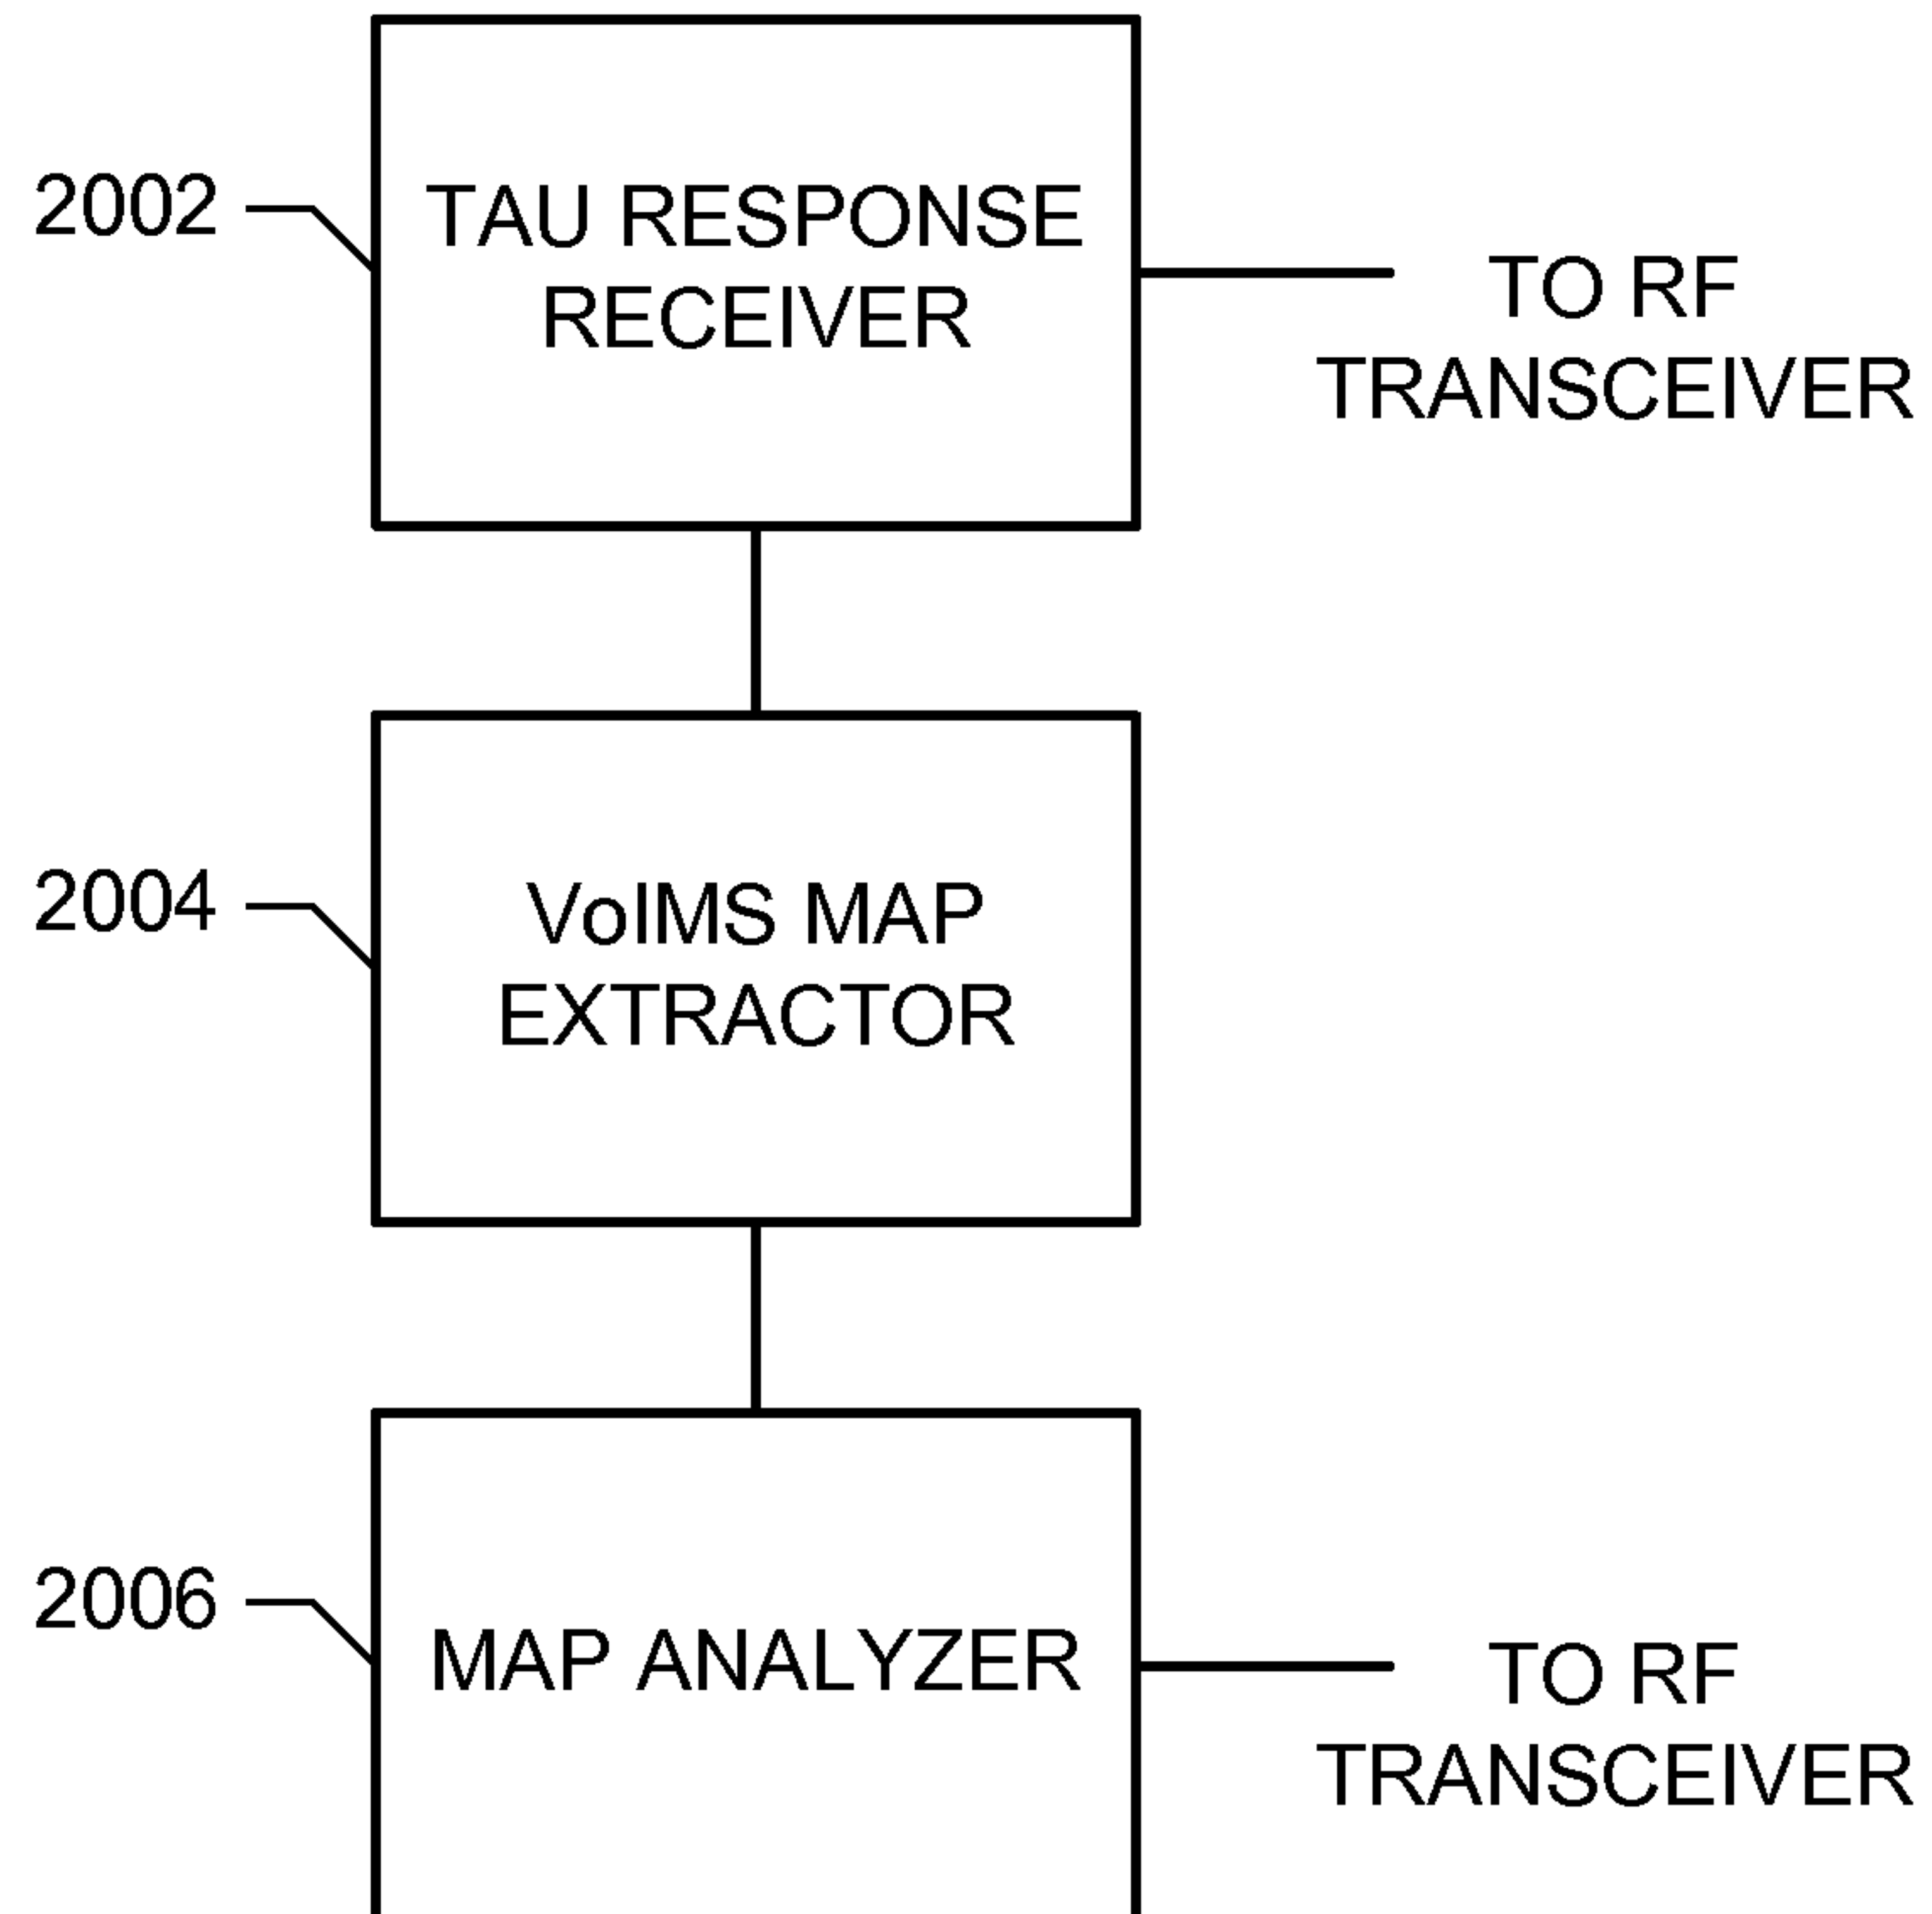 2002
TAU RESPONSE
RECEIVER
TO RF
TRANSCEIVER
2004
VoIMS MAP
EXTRACTOR
2006
MAP ANALYZER
TO RF
TRANSCEIVER